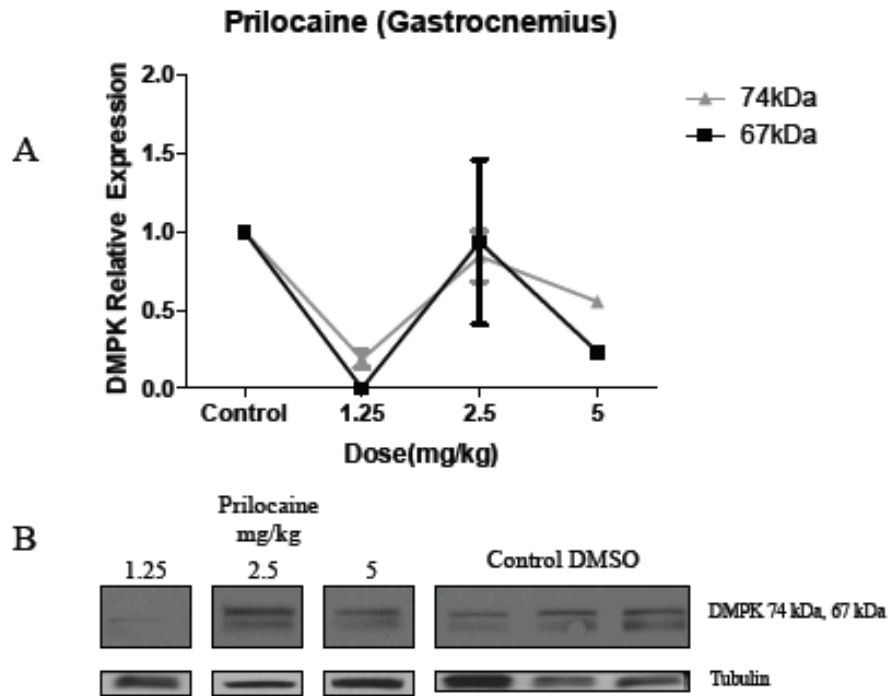 Prilocaine (Gastrocnemius)
A
DMPK Relative Expression
2.0
1.5
1.0
0.5
0.0
Control 1.25 2.5 5
Dose(mg/kg)
74kDa
67kDa
B
Prilocaine
mg/kg
1.25 2.5 5 Control DMSO
DMPK 74 kDa, 67 kDa
Tubulin